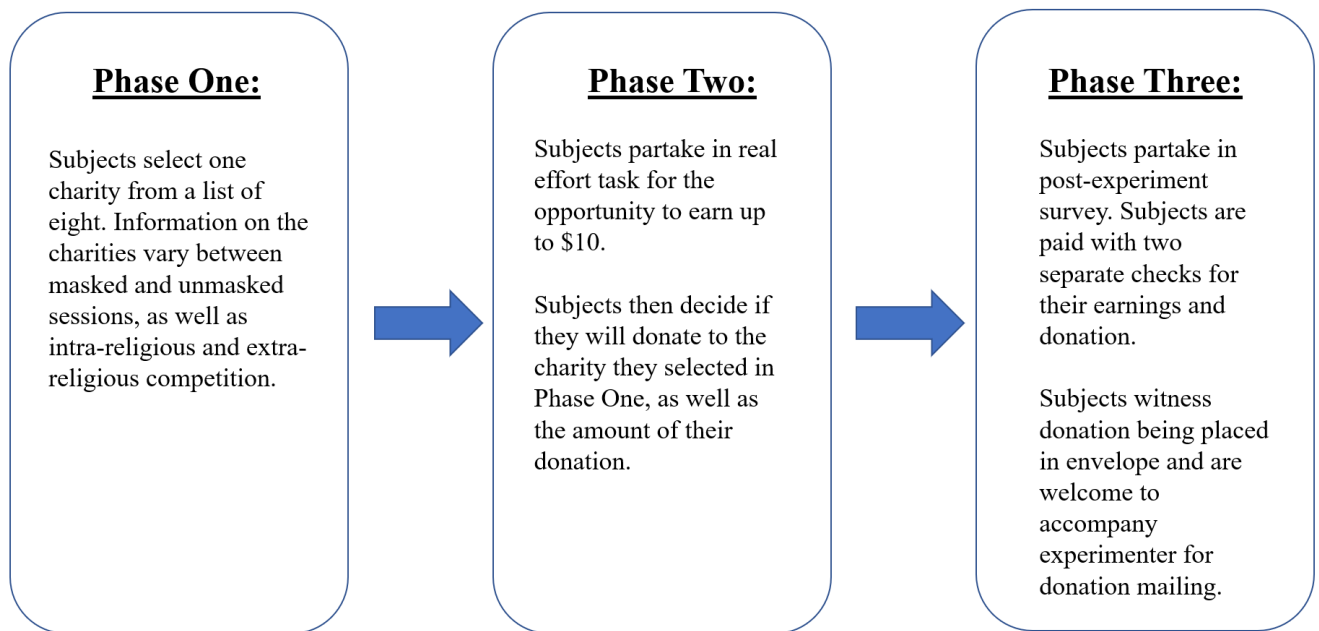 Phase One:
Subjects select one
charity from a list of
eight. Information on the
charities vary between
masked and unmasked
sessions, as well as
intra-religious and extra-
religious competition.
Phase Two:
Subjects partake in real
effort task for the
opportunity to earn up
to $10.
Subjects then decide if
they will donate to the
charity they selected in
Phase One, as well as
the amount of their
donation.
Phase Three:
Subjects partake in
post-experiment
survey. Subjects are
paid with two
separate checks for
their earnings and
donation.
Subjects witness
donation being placed
in envelope and are
welcome to
accompany
experimenter for
donation mailing.